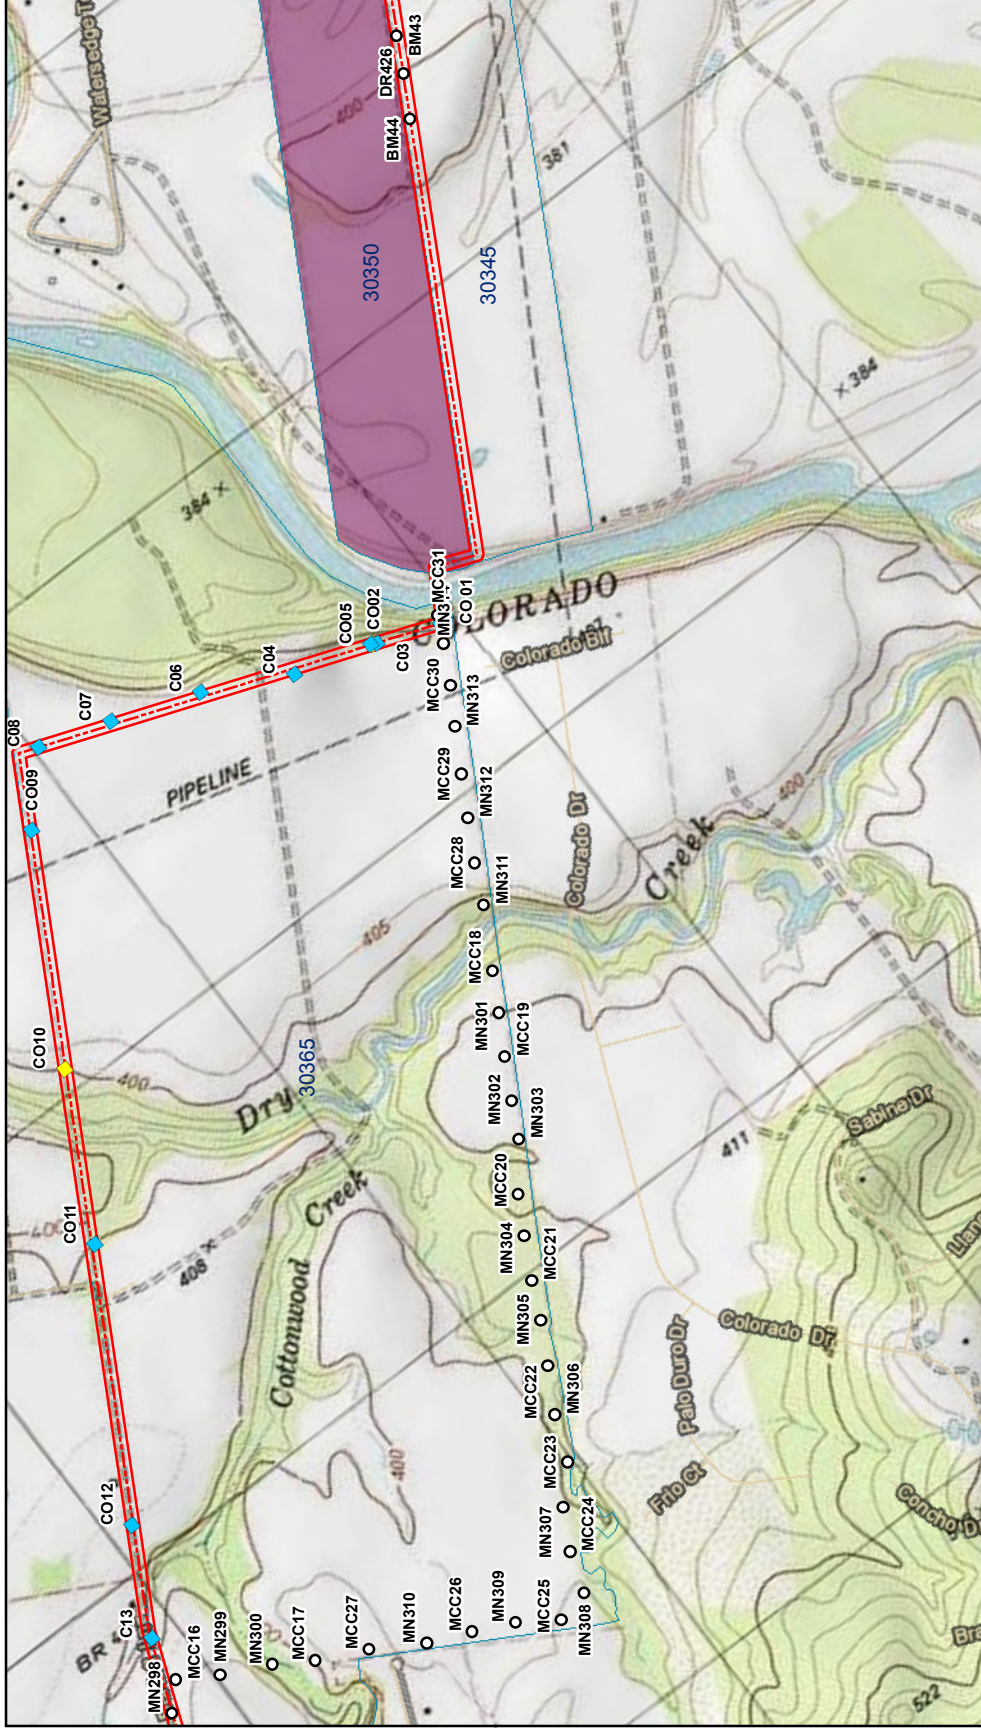 Watersedge T
BM43
DR426
BM44
400
381
30350
30345
384
384
MCC31
CO 01
COLORADO
CO02
CO05
C03
C04
C06
C07
C08
CO09
MCC30
MN313
Colorado Blf
MCC29
MN312
PIPELINE
MCC28
MN311
Colorado Dr
Creek
400
405
MCC18
MN301
MCC19
MN302
MN303
CO10
400
30365
Dry
Creek
MCC20
MN304
MCC21
411
Sabine Dr
CO11
400
408
Cottonwood
MN305
MCC22
MN306
Colorado Dr
Palo Duro Dr
MCC23
400
Frio Ct
MN307
MCC24
CO12
Concho D
C13
MN298
MCC16
MN299
MN300
MCC17
MCC27
MN310
MCC26
MN309
MCC25
MN308
522